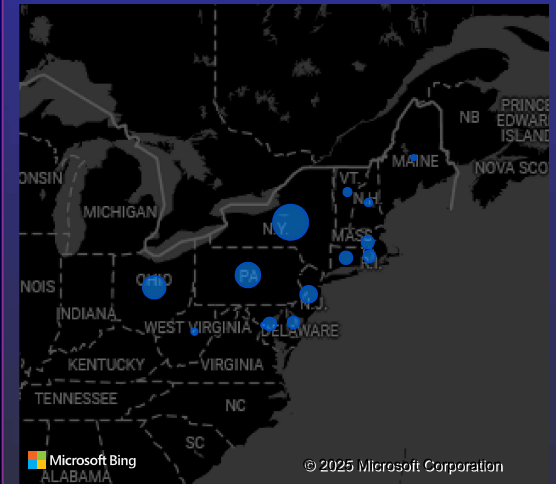 NB
PRINCE
EDWAR
ISLAND
MAINE
NOVA SCO
ONSIN
VT.
N.H.
MICHIGAN
N.Y.
MASS.
R.I.
OHIO
PA
NOIS
N.J.
INDIANA
WEST VIRGINIA
DELAWARE
KENTUCKY
VIRGINIA
TENNESSEE
NC
SC
Microsoft Bing
© 2025 Microsoft Corporation
ALABAMA